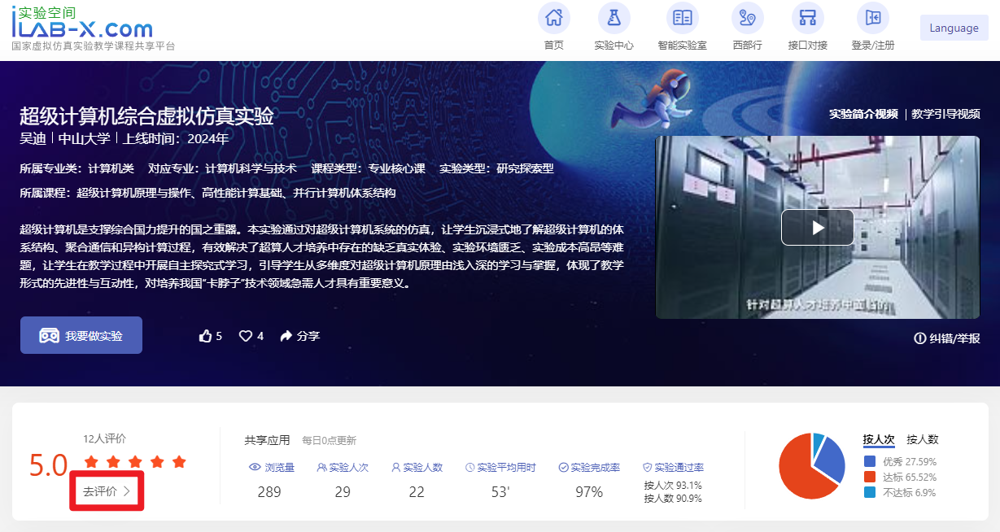 实验空间
iLAB-X.com
国家虚拟仿真实验教学课程共享平台
首页
实验中心
智能实验室
西部行
接口对接
登录/注册
Language
超级计算机综合虚拟仿真实验
吴迪 | 中山大学 | 上线时间：2024年
所属专业类：计算机类 对应专业：计算机科学与技术 课程类型：专业核心课 实验类型：研究探索型
所属课程：超级计算机原理与操作、高性能计算基础、并行计算机体系结构
超级计算机是支撑综合国力提升的国之重器。本实验通过对超级计算机系统的仿真，让学生沉浸式地了解超级计算机的体
系结构、聚合通信和异构计算过程，有效解决了超算人才培养中存在的缺乏真实体验、实验环境匮乏、实验成本高昂等难
题，让学生在教学过程中开展自主探究式学习，引导学生从多维度对超级计算机原理由浅入深的学习与掌握，体现了教学
形式的先进性与互动性，对培养我国“卡脖子”技术领域急需人才具有重要意义。
我要做实验
5
4
分享
实验简介视频 | 教学引导视频
针对超算人才培养中面临的
纠错/举报
12人评价
5.0
去评价 >
共享应用 每日0点更新
浏览量 实验人次 实验人数 实验平均用时 实验完成率 实验通过率
289 29 22 53' 97%
按人次 93.1%
按人数 90.9%
按人次 按人数
优秀 27.59%
达标 65.52%
不达标 6.9%